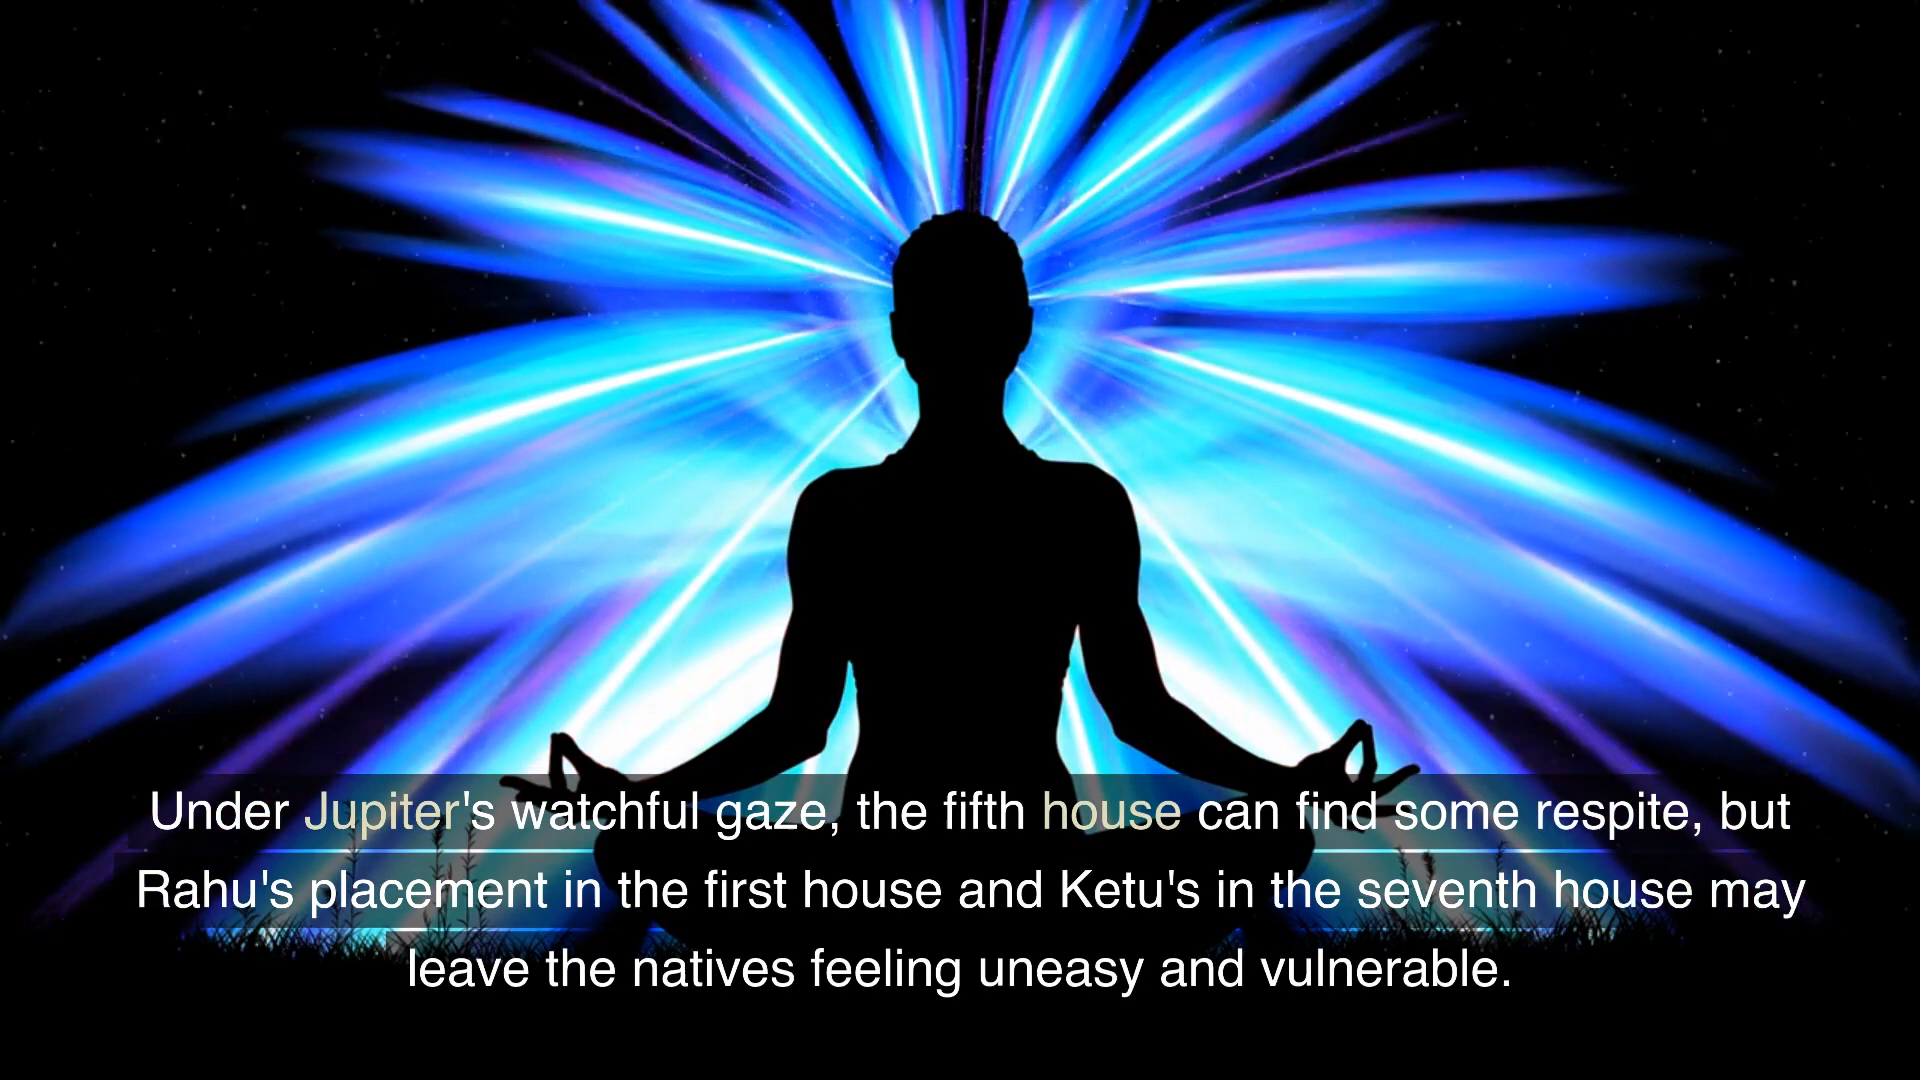 Under Jupiter's watchful gaze, the fifth house can find some respite, but
Rahu's placement in the first house and Ketu's in the seventh house may
leave the natives feeling uneasy and vulnerable.